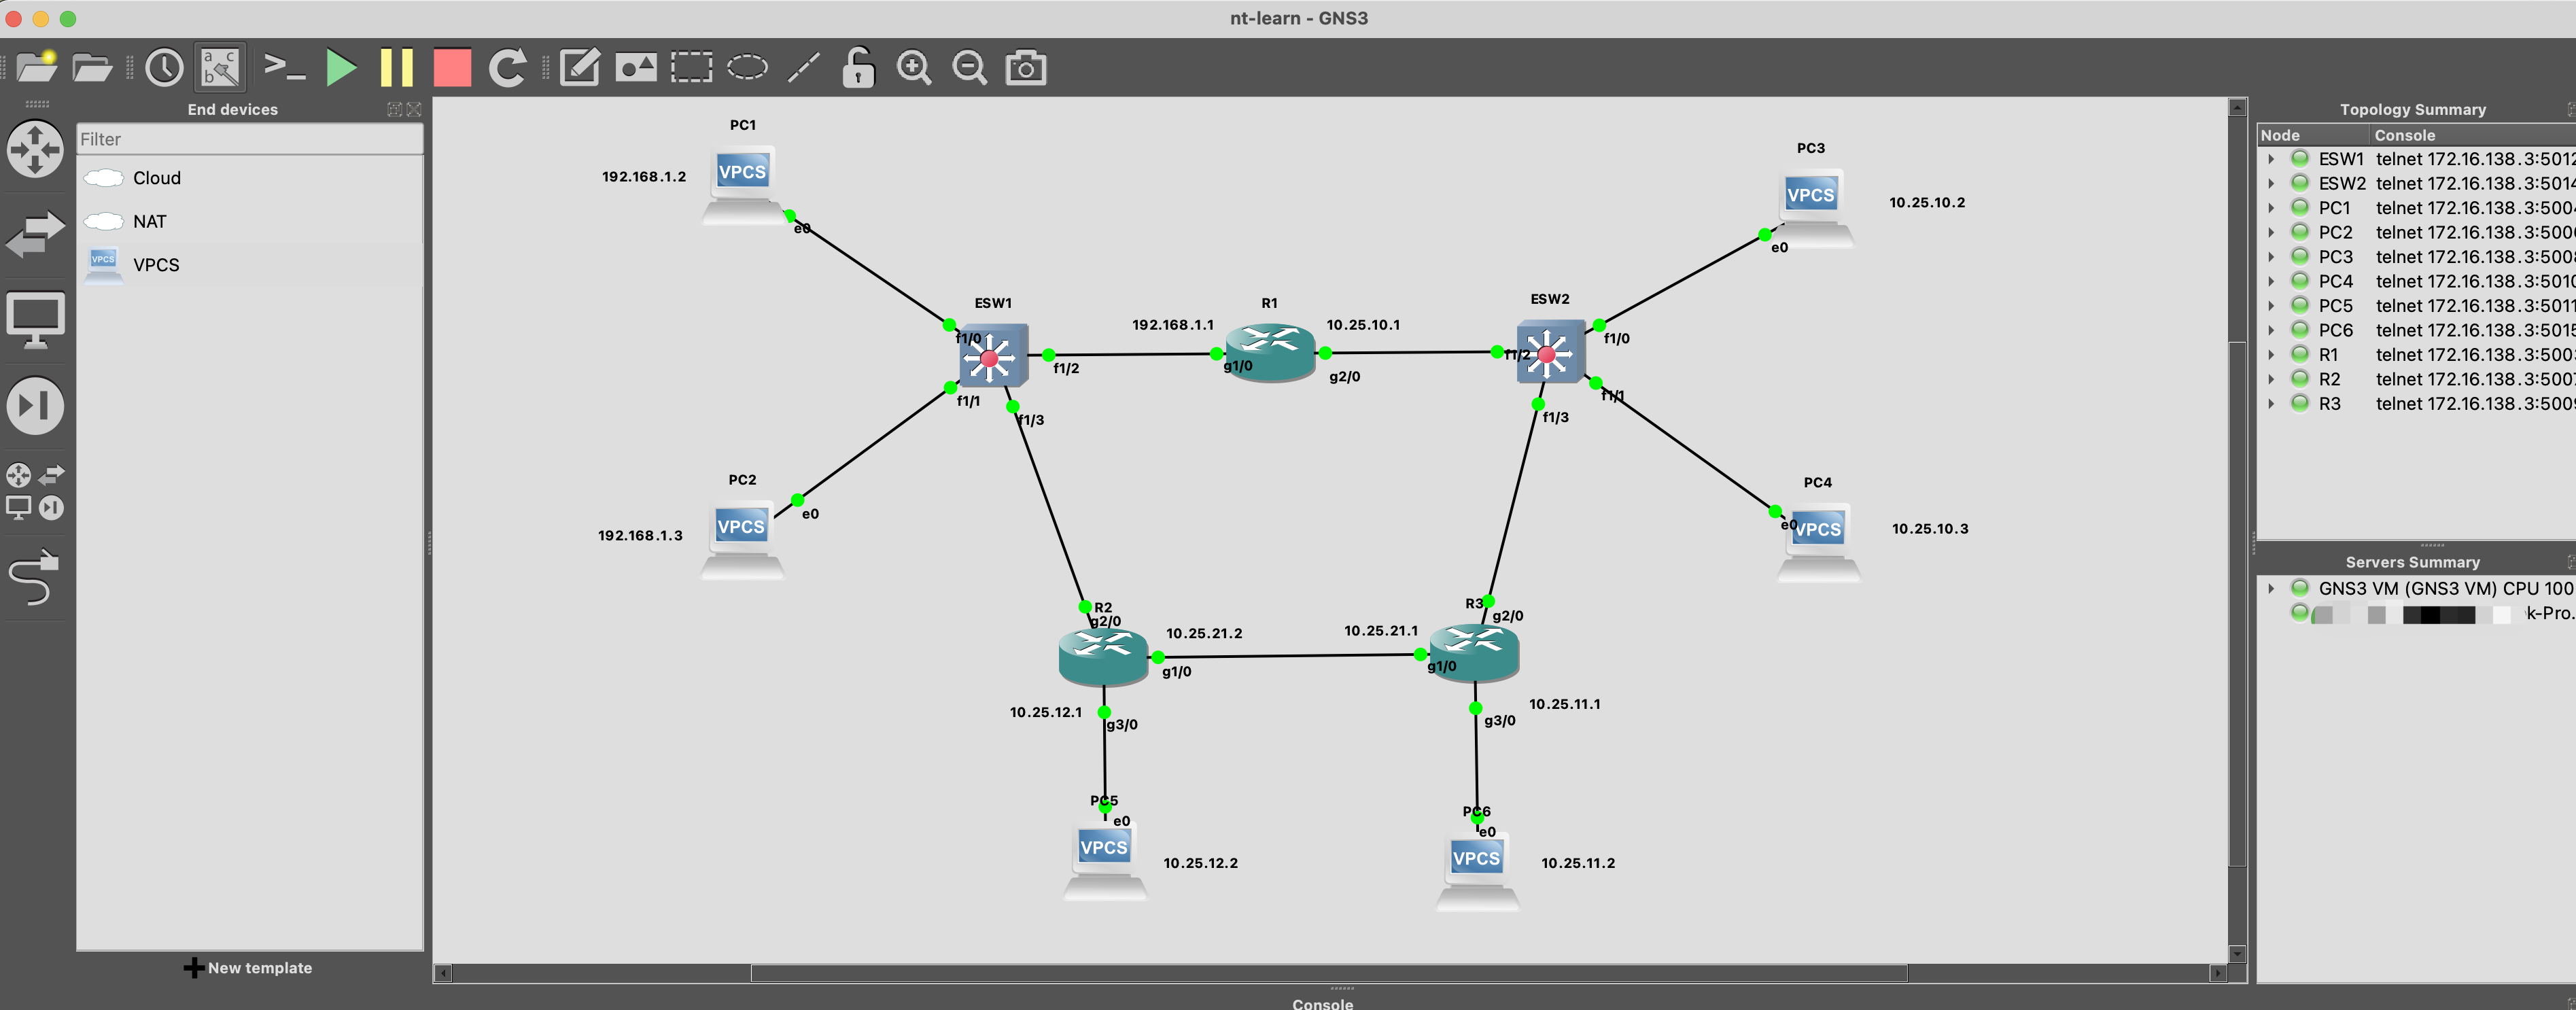 nt-learn - GNS3
End devices
Filter
Cloud
NAT
VPCS
New template
PC1
VPCS
192.168.1.2
e0
PC3
VPCS
10.25.10.2
e0
ESW1
f1/0
f1/1
f1/2
f1/3
192.168.1.1
R1
10.25.10.1
g1/0
g2/0
ESW2
f1/0
f1/2
f1/1
f1/3
PC2
VPCS
e0
192.168.1.3
PC4
e0
VPCS
10.25.10.3
R2
g2/0
10.25.21.2
g1/0
10.25.12.1
g3/0
R3
g2/0
10.25.21.1
g1/0
10.25.11.1
g3/0
PC5
e0
VPCS
10.25.12.2
PC6
e0
VPCS
10.25.11.2
Topology Summary
Node Console
ESW1 telnet 172.16.138.3:5012
ESW2 telnet 172.16.138.3:5014
PC1 telnet 172.16.138.3:500
PC2 telnet 172.16.138.3:500
PC3 telnet 172.16.138.3:500
PC4 telnet 172.16.138.3:5010
PC5 telnet 172.16.138.3:5011
PC6 telnet 172.16.138.3:5015
R1 telnet 172.16.138.3:500
R2 telnet 172.16.138.3:500
R3 telnet 172.16.138.3:500
Servers Summary
GNS3 VM (GNS3 VM) CPU 100
k-Pro.
Console